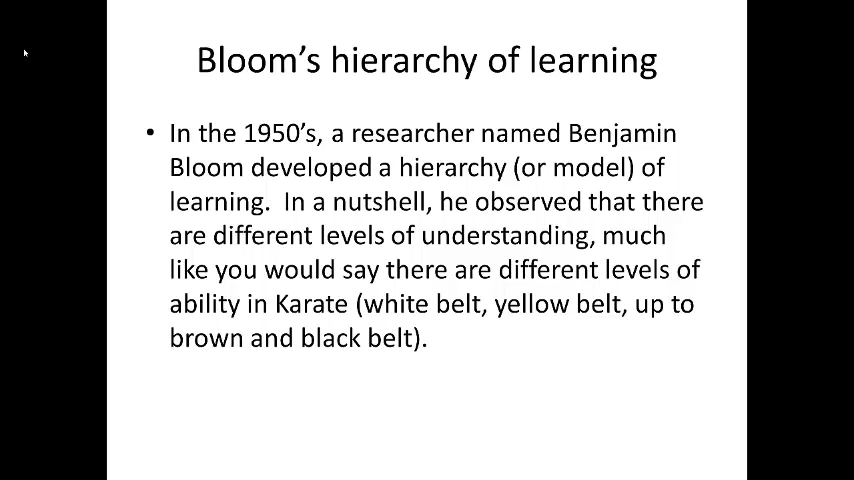 Bloom’s hierarchy of learning
• In the 1950’s, a researcher named Benjamin
Bloom developed a hierarchy (or model) of
learning.  In a nutshell, he observed that there
are different levels of understanding, much
like you would say there are different levels of
ability in Karate (white belt, yellow belt, up to
brown and black belt).